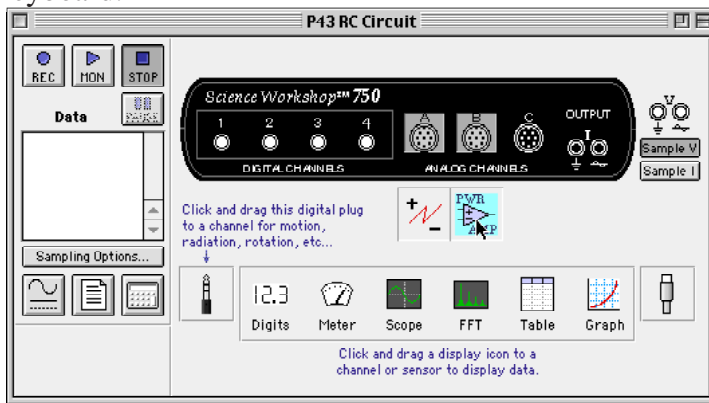 P43 RC Circuit
REC MON STOP
Data
Science Workshop™ 750
1 2 3 4
A B C
OUTPUT
I
V
DIGITAL CHANNELS
ANALOG CHANNELS
Sample V
Sample I
Click and drag this digital plug
to a channel for motion,
radiation, rotation, etc...
+ -
PWR
AMP
Sampling Options...
12.3
Digits Meter Scope FFT Table Graph
Click and drag a display icon to a
channel or sensor to display data.